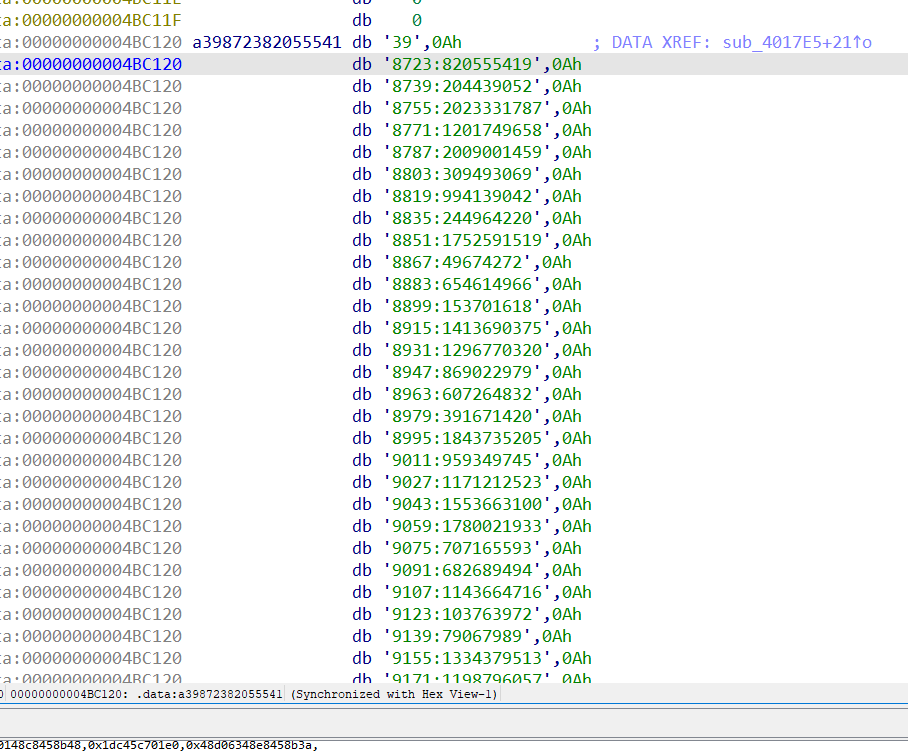 ta:00000000004BC11E db 0
ta:00000000004BC11F db 0
ta:00000000004BC120 a39872382055541 db '39',0Ah ; DATA XREF: sub_4017E5+21↑o
ta:00000000004BC120 db '8723:820555419',0Ah
ta:00000000004BC120 db '8739:204439052',0Ah
ta:00000000004BC120 db '8755:2023331787',0Ah
ta:00000000004BC120 db '8771:1201749658',0Ah
ta:00000000004BC120 db '8787:2009001459',0Ah
ta:00000000004BC120 db '8803:309493069',0Ah
ta:00000000004BC120 db '8819:994139042',0Ah
ta:00000000004BC120 db '8835:244964220',0Ah
ta:00000000004BC120 db '8851:1752591519',0Ah
ta:00000000004BC120 db '8867:49674272',0Ah
ta:00000000004BC120 db '8883:654614966',0Ah
ta:00000000004BC120 db '8899:153701618',0Ah
ta:00000000004BC120 db '8915:1413690375',0Ah
ta:00000000004BC120 db '8931:1296770320',0Ah
ta:00000000004BC120 db '8947:869022979',0Ah
ta:00000000004BC120 db '8963:607264832',0Ah
ta:00000000004BC120 db '8979:391671420',0Ah
ta:00000000004BC120 db '8995:1843735205',0Ah
ta:00000000004BC120 db '9011:959349745',0Ah
ta:00000000004BC120 db '9027:1171212523',0Ah
ta:00000000004BC120 db '9043:1553663100',0Ah
ta:00000000004BC120 db '9059:1780021933',0Ah
ta:00000000004BC120 db '9075:707165593',0Ah
ta:00000000004BC120 db '9091:682689494',0Ah
ta:00000000004BC120 db '9107:1143664716',0Ah
ta:00000000004BC120 db '9123:103763972',0Ah
ta:00000000004BC120 db '9139:79067989',0Ah
ta:00000000004BC120 db '9155:1334379513',0Ah
ta:00000000004BC120 db '9171:1198796057',0Ah
0 00000000004BC120: .data:a39872382055541 (Synchronized with Hex View-1)
0148c8458b48,0x1dc45c701e0,0x48d06348e8458b3a,